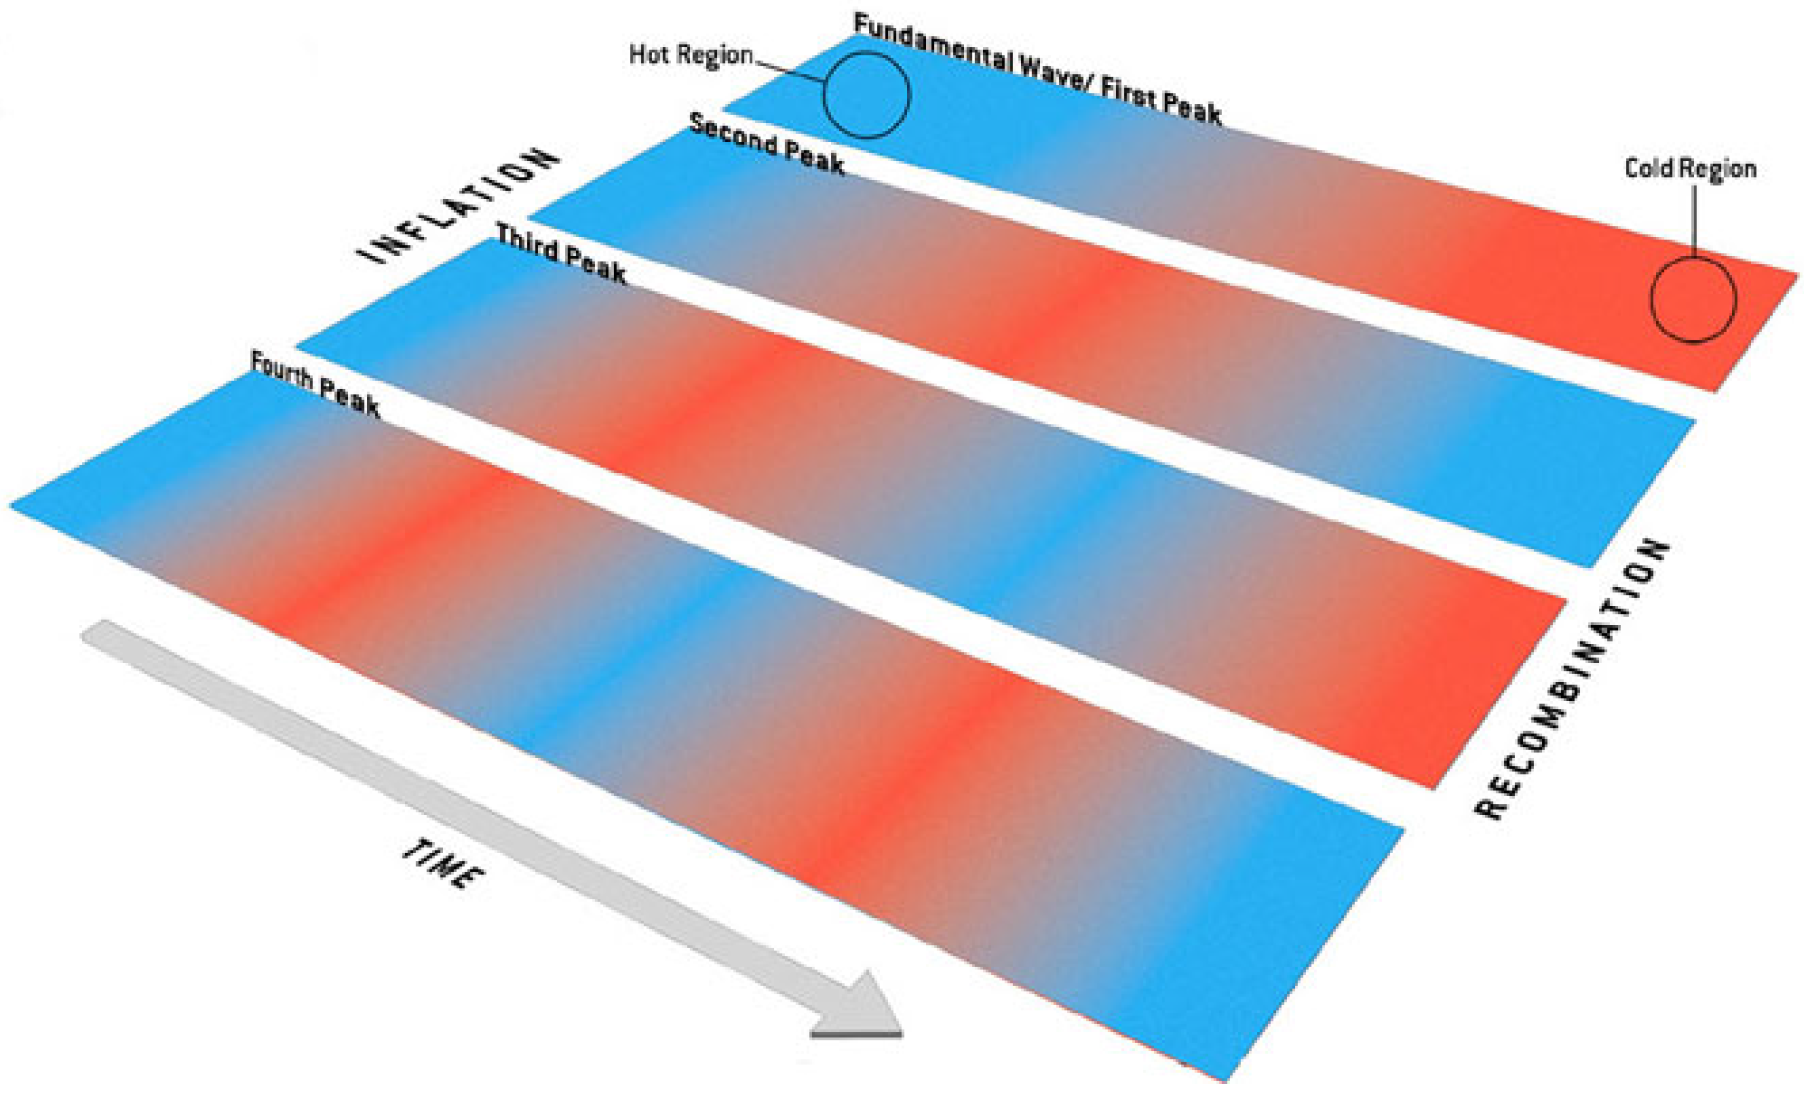 Fundamental Wave/ First Peak
Hot Region
Second Peak
Cold Region
INFLATION
Third Peak
Fourth Peak
RECOMBINATION
TIME